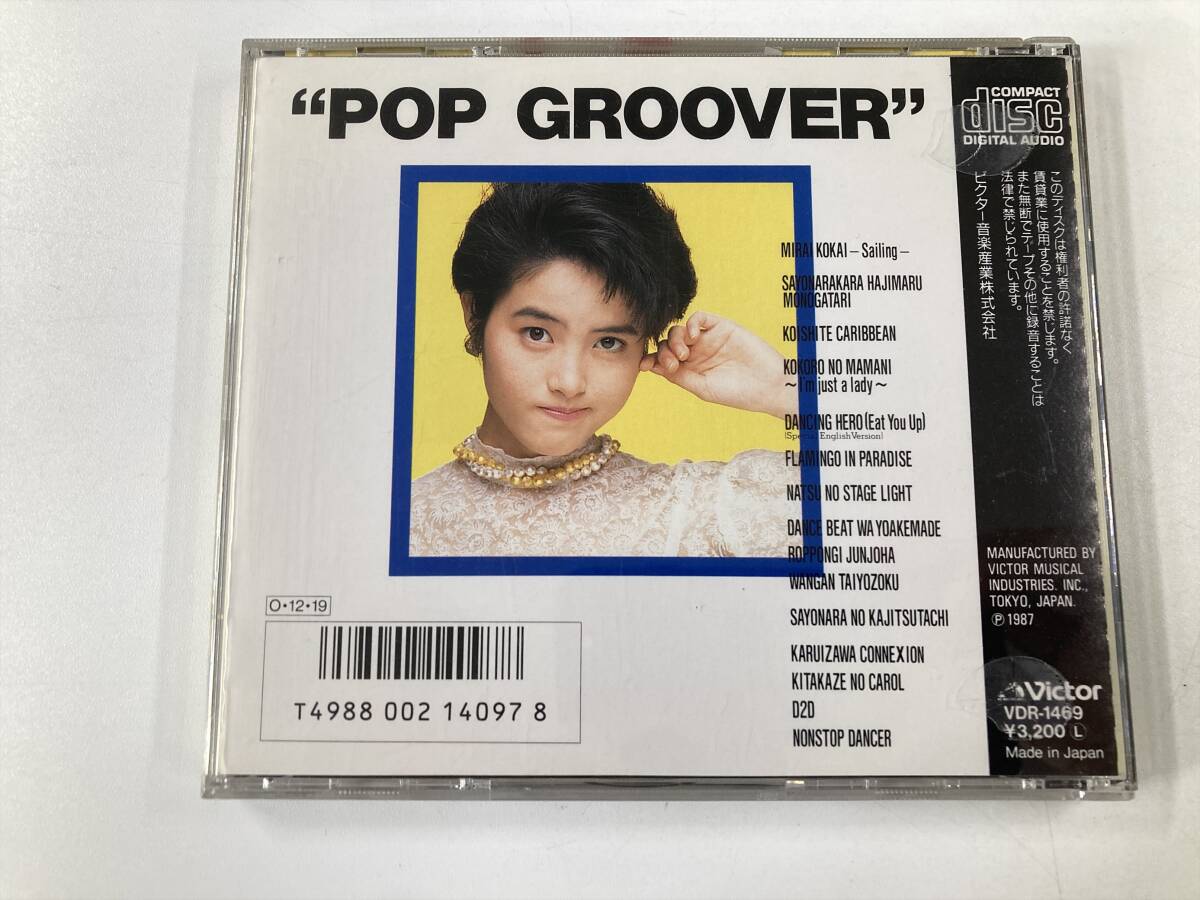 “POP GROOVER”
COMPACT
disc
DIGITAL AUDIO
このディスクは権利者の許諾なく
賃貸業に使用することを禁じます。
また無断でテープその他に録音することは
法律で禁じられています。
ビクター音楽産業株式会社
MIRAI KOKAI – Sailing –
SAYONARAKARA HAJIMARU
MONOGATARI
KOISHITE CARIBBEAN
KOKORO NO MAMANI
〜I'm just a lady〜
DANCING HERO (Eat You Up)
(Special English Version)
FLAMINGO IN PARADISE
NATSU NO STAGE LIGHT
DANCE BEAT WA YOAKEMADE
ROPPONGI JUNJOHA
WANGAN TAIYOZOKU
SAYONARA NO KAJITSUTACHI
KARUIZAWA CONNEXION
KITAKAZE NO CAROL
D2D
NONSTOP DANCER
O・12・19
T4988 002 14097 8
MANUFACTURED BY
VICTOR MUSICAL
INDUSTRIES. INC.,
TOKYO, JAPAN.
Ⓟ 1987
Victor
VDR-1469
¥3,200 Ⓛ
Made in Japan